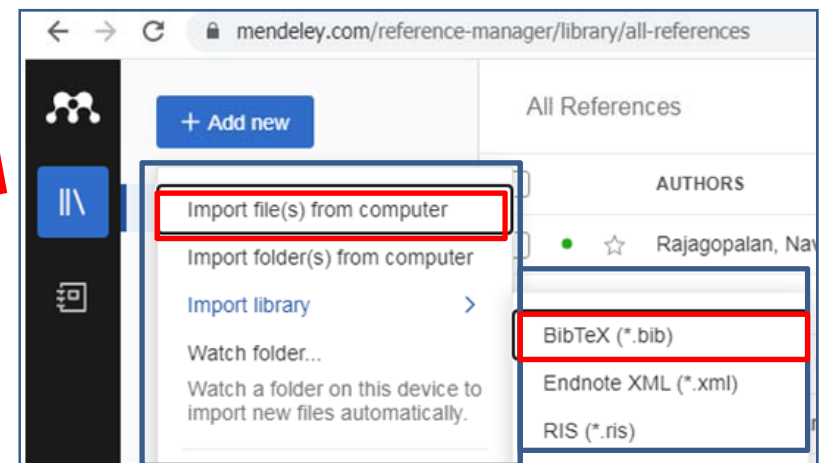 mendeley.com/reference-manager/library/all-references
+ Add new
All References
AUTHORS
Import file(s) from computer
Rajagopalan, Nav
Import folder(s) from computer
Import library
BibTeX (*.bib)
Watch folder...
Endnote XML (*.xml)
Watch a folder on this device to
import new files automatically.
RIS (*.ris)